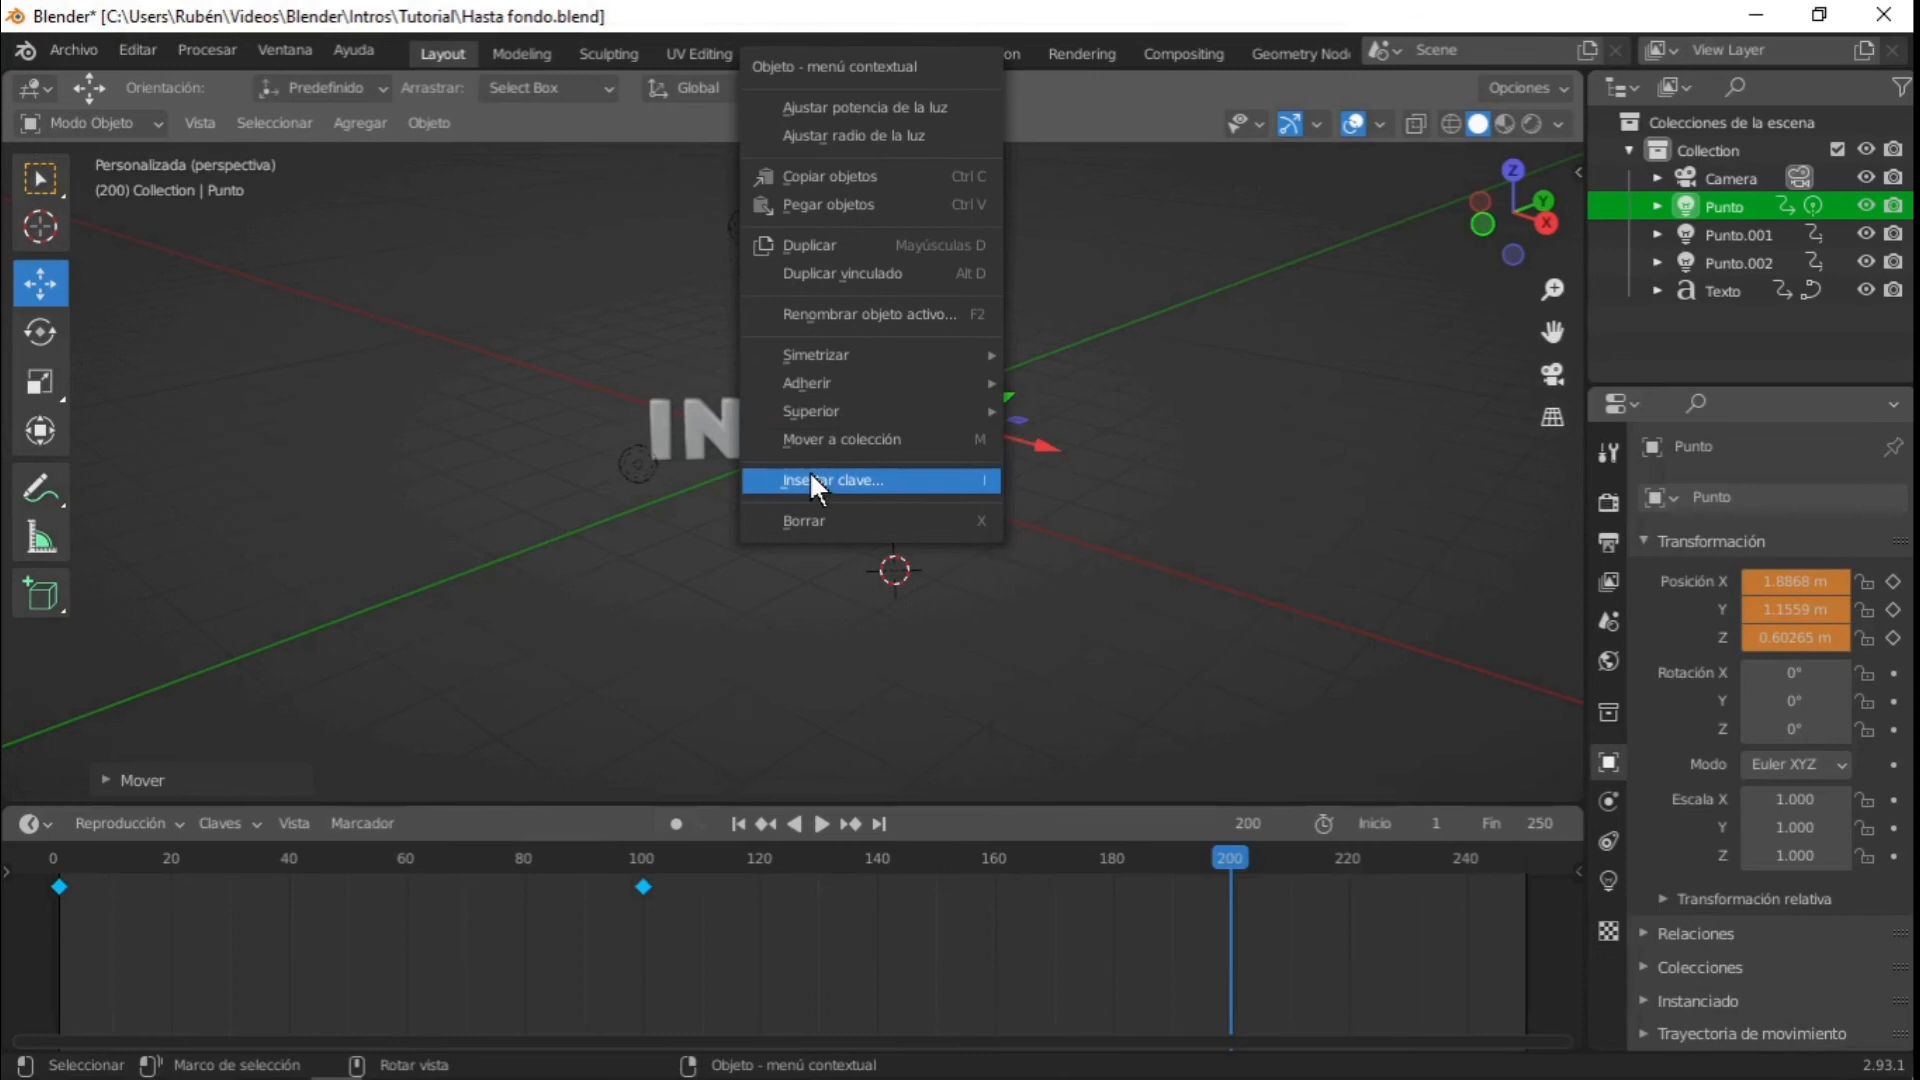 Blender* [C:\Users\Rubén\Videos\Blender\Intros\Tutorial\Hasta fondo.blend]
Archivo Editar Procesar Ventana Ayuda Layout Modeling Sculpting UV Editing on Rendering Compositing Geometry Nod Scene View Layer
Orientación: Predefinido Arrastrar: Select Box Global Opciones
Modo Objeto Vista Seleccionar Agregar Objeto
Personalizada (perspectiva)
(200) Collection | Punto
Objeto - menú contextual
Ajustar potencia de la luz
Ajustar radio de la luz
Copiar objetos Ctrl C
Pegar objetos Ctrl V
Duplicar Mayúsculas D
Duplicar vinculado Alt D
Renombrar objeto activo... F2
Simetrizar
Adherir
Superior
Mover a colección M
clave... I
Borrar X
IN
Z
Y
X
Mover
Colecciones de la escena
Collection
Camera
Punto
Punto.001
Punto.002
Texto
Punto
Punto
Transformación
Posición X 1.8868 m
Y 1.1559 m
Z 0.60265 m
Rotación X 0°
Y 0°
Z 0°
Modo Euler XYZ
Escala X 1.000
Y 1.000
Z 1.000
Transformación relativa
Relaciones
Colecciones
Instanciado
Trayectoria de movimiento
Reproducción Claves Vista Marcador 200 Inicio 1 Fin 250
0 20 40 60 80 100 120 140 160 180 200 220 240
Seleccionar Marco de selección Rotar vista Objeto - menú contextual 2.93.1